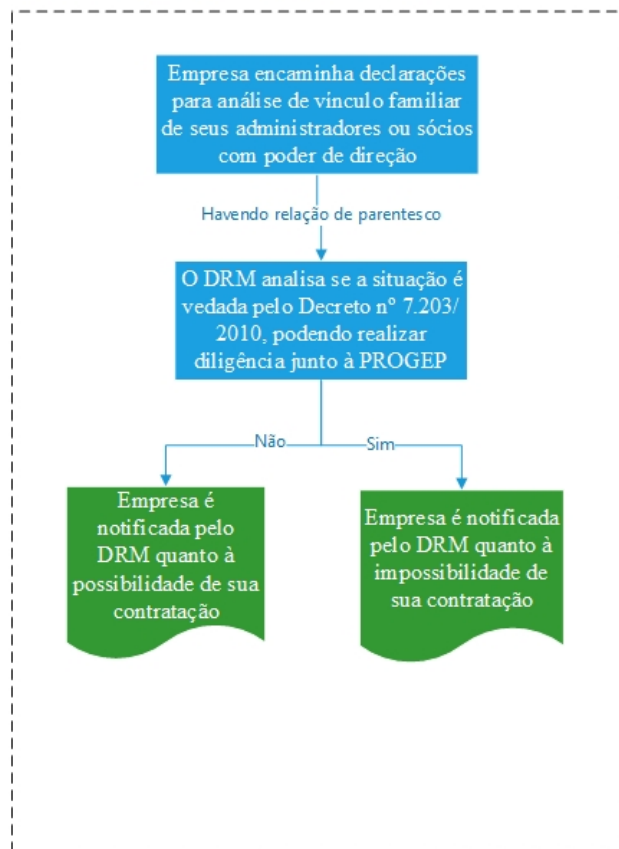 Empresa encaminha declarações
para análise de vínculo familiar
de seus administradores ou sócios
com poder de direção
Havendo relação de parentesco
O DRM analisa se a situação é
vedada pelo Decreto nº 7.203/
2010, podendo realizar
diligência junto à PROGEP
Não
Sim
Empresa é
notificada pelo
DRM quanto à
possibilidade de sua
contratação
Empresa é notificada
pelo DRM quanto à
impossibilidade de
sua contratação